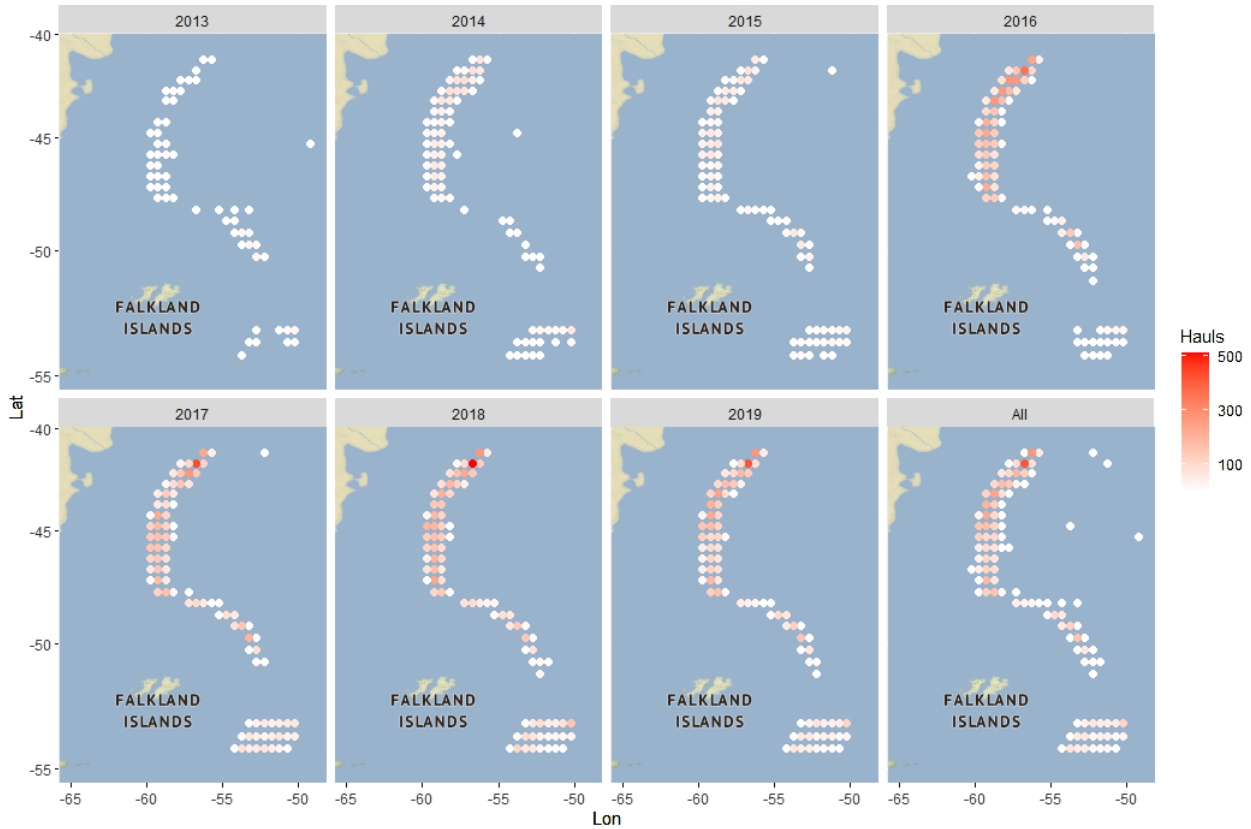 2013 2014 2015 2016
-40
-45
-50
-55
FALKLAND
ISLANDS
FALKLAND
ISLANDS
FALKLAND
ISLANDS
FALKLAND
ISLANDS
Hauls
500
300
100
Lat
2017 2018 2019 All
-40
-45
-50
-55
FALKLAND
ISLANDS
FALKLAND
ISLANDS
FALKLAND
ISLANDS
FALKLAND
ISLANDS
-65 -60 -55 -50 -65 -60 -55 -50 -65 -60 -55 -50 -65 -60 -55 -50
Lon